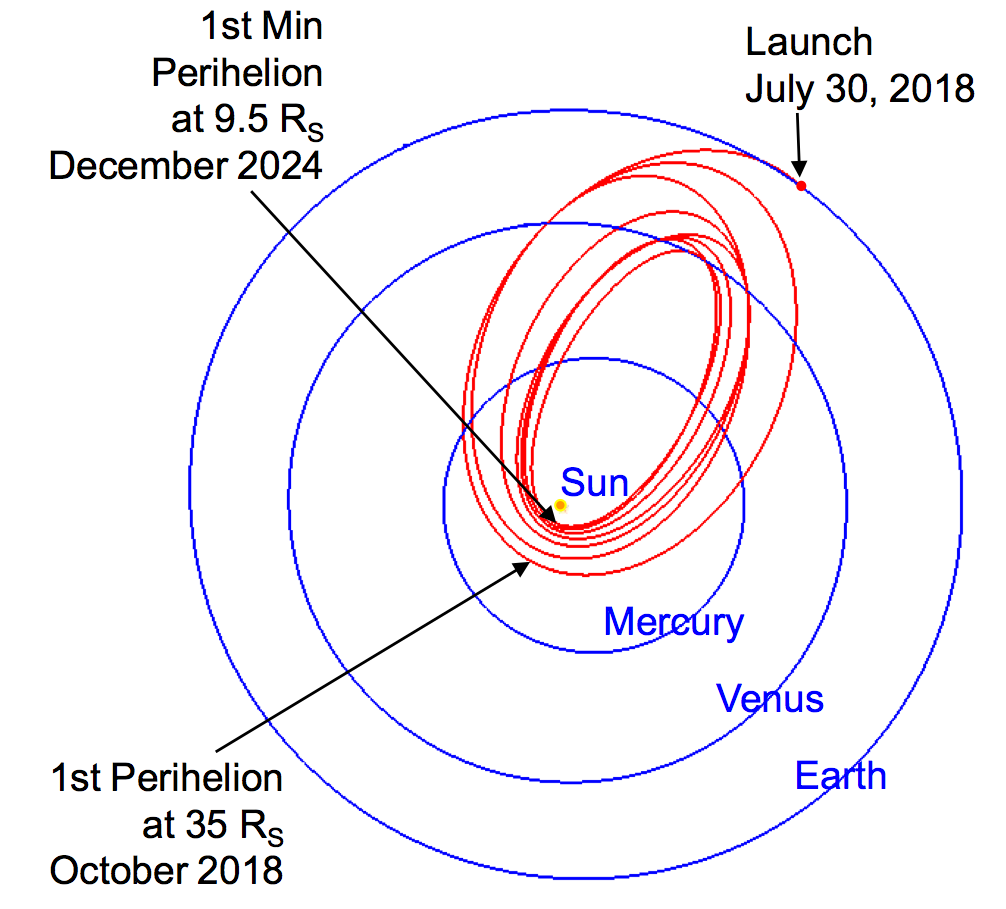 1st Min
Perihelion
at 9.5 RS
December 2024
Launch
July 30, 2018
Sun
Mercury
Venus
Earth
1st Perihelion
at 35 RS
October 2018